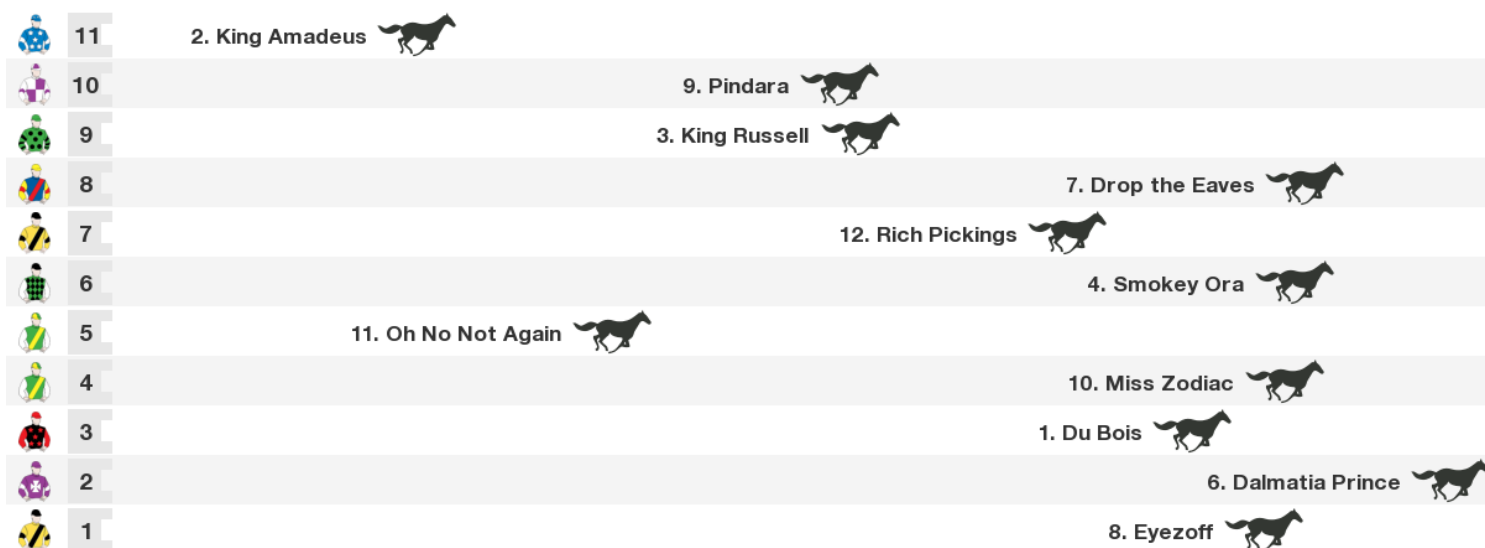 11 2. King Amadeus
10 9. Pindara
9 3. King Russell
8 7. Drop the Eaves
7 12. Rich Pickings
6 4. Smokey Ora
5 11. Oh No Not Again
4 10. Miss Zodiac
3 1. Du Bois
2 6. Dalmatia Prince
1 8. Eyezoff